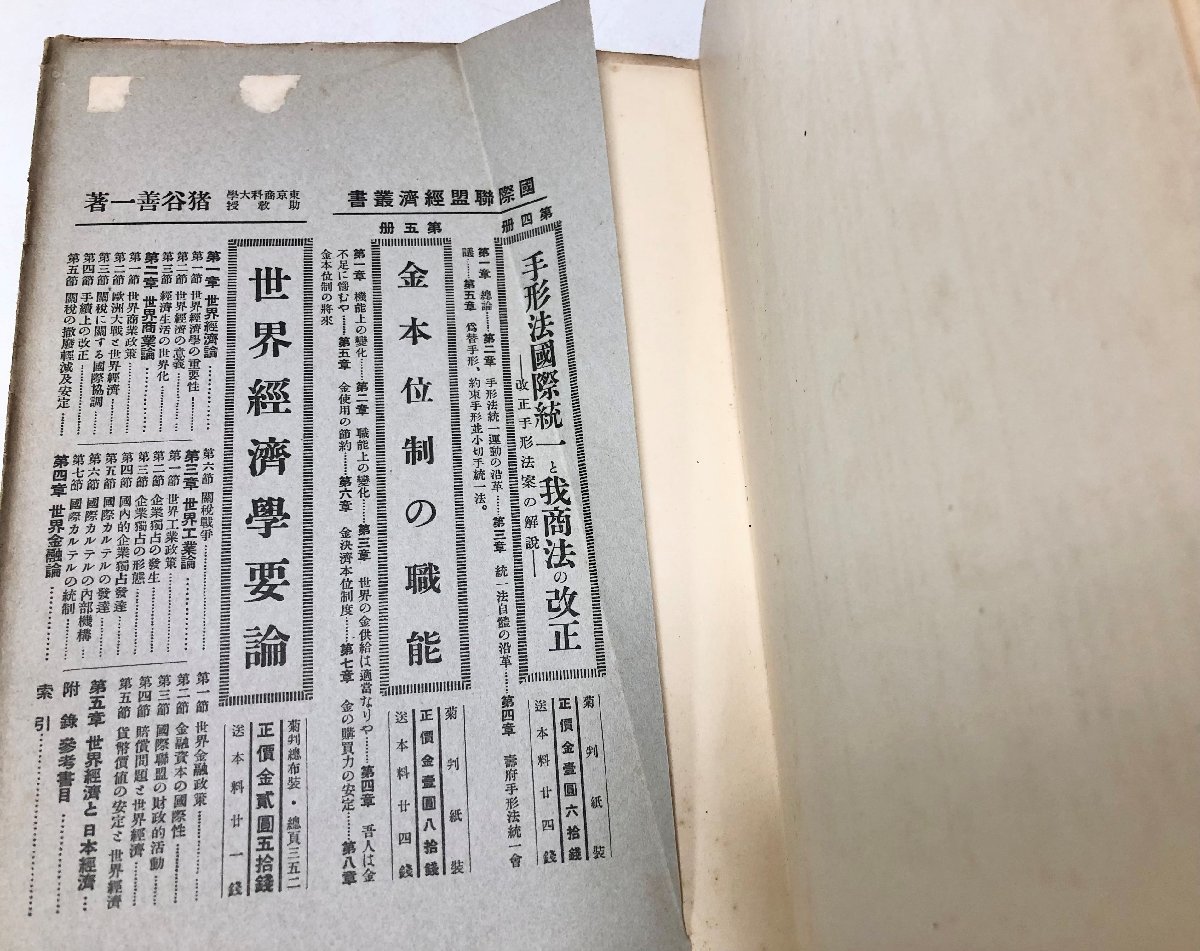 國際聯盟經濟叢書
第四册
手形法國際統一と我商法の改正
――改正手形法案の解說――
第一章 總論……第二章 手形法統一運動の沿革……第三章 統一法自體の沿革……第四章 壽府手形法統一會
議……第五章 爲替手形、約束手形並小切手統一法。
菊判紙裝
正價金壹圓六拾錢
送本料廿四錢
第五册
金本位制の職能
第一章 機能上の變化……第二章 職能上の變化……第三章 世界の金供給は適當なりや……第四章 吾人は金
不足に惱むや……第五章 金使用の節約……第六章 金決濟本位制度……第七章 金の購買力の安定……第八章
金本位制の將來
菊判紙裝
正價金壹圓八拾錢
送本料廿四錢
東京商科大學
助敎授
猪谷善一著
世界經濟學要論
菊判總布裝・總頁三五二
正價金貳圓五拾錢
送本料廿一錢
第一章 世界經濟論……
第一節 世界經濟學の重要性……
第二節 世界經濟の意義……
第三節 經濟生活の世界化……
第二章 世界商業論……
第一節 世界商業政策……
第二節 歐洲大戰と世界經濟……
第三節 關稅に關する國際協調……
第四節 手續上の改正……
第五節 關稅の撤廢輕減及安定……
第六節 關稅戰爭……
第三章 世界工業論……
第一節 世界工業政策……
第二節 企業獨占の發生……
第三節 企業獨占の形態……
第四節 國內的企業獨占發達……
第五節 國際カルテルの發達……
第六節 國際カルテルの內部機構……
第七節 國際カルテルの統制……
第四章 世界金融論……
第一節 世界金融政策……
第二節 金融資本の國際性……
第三節 國際聯盟の財政的活動……
第四節 賠償問題と世界經濟……
第五節 貨幣價値の安定と世界經濟
第五章 世界經濟と日本經濟…
附錄 參考書目……
索引……